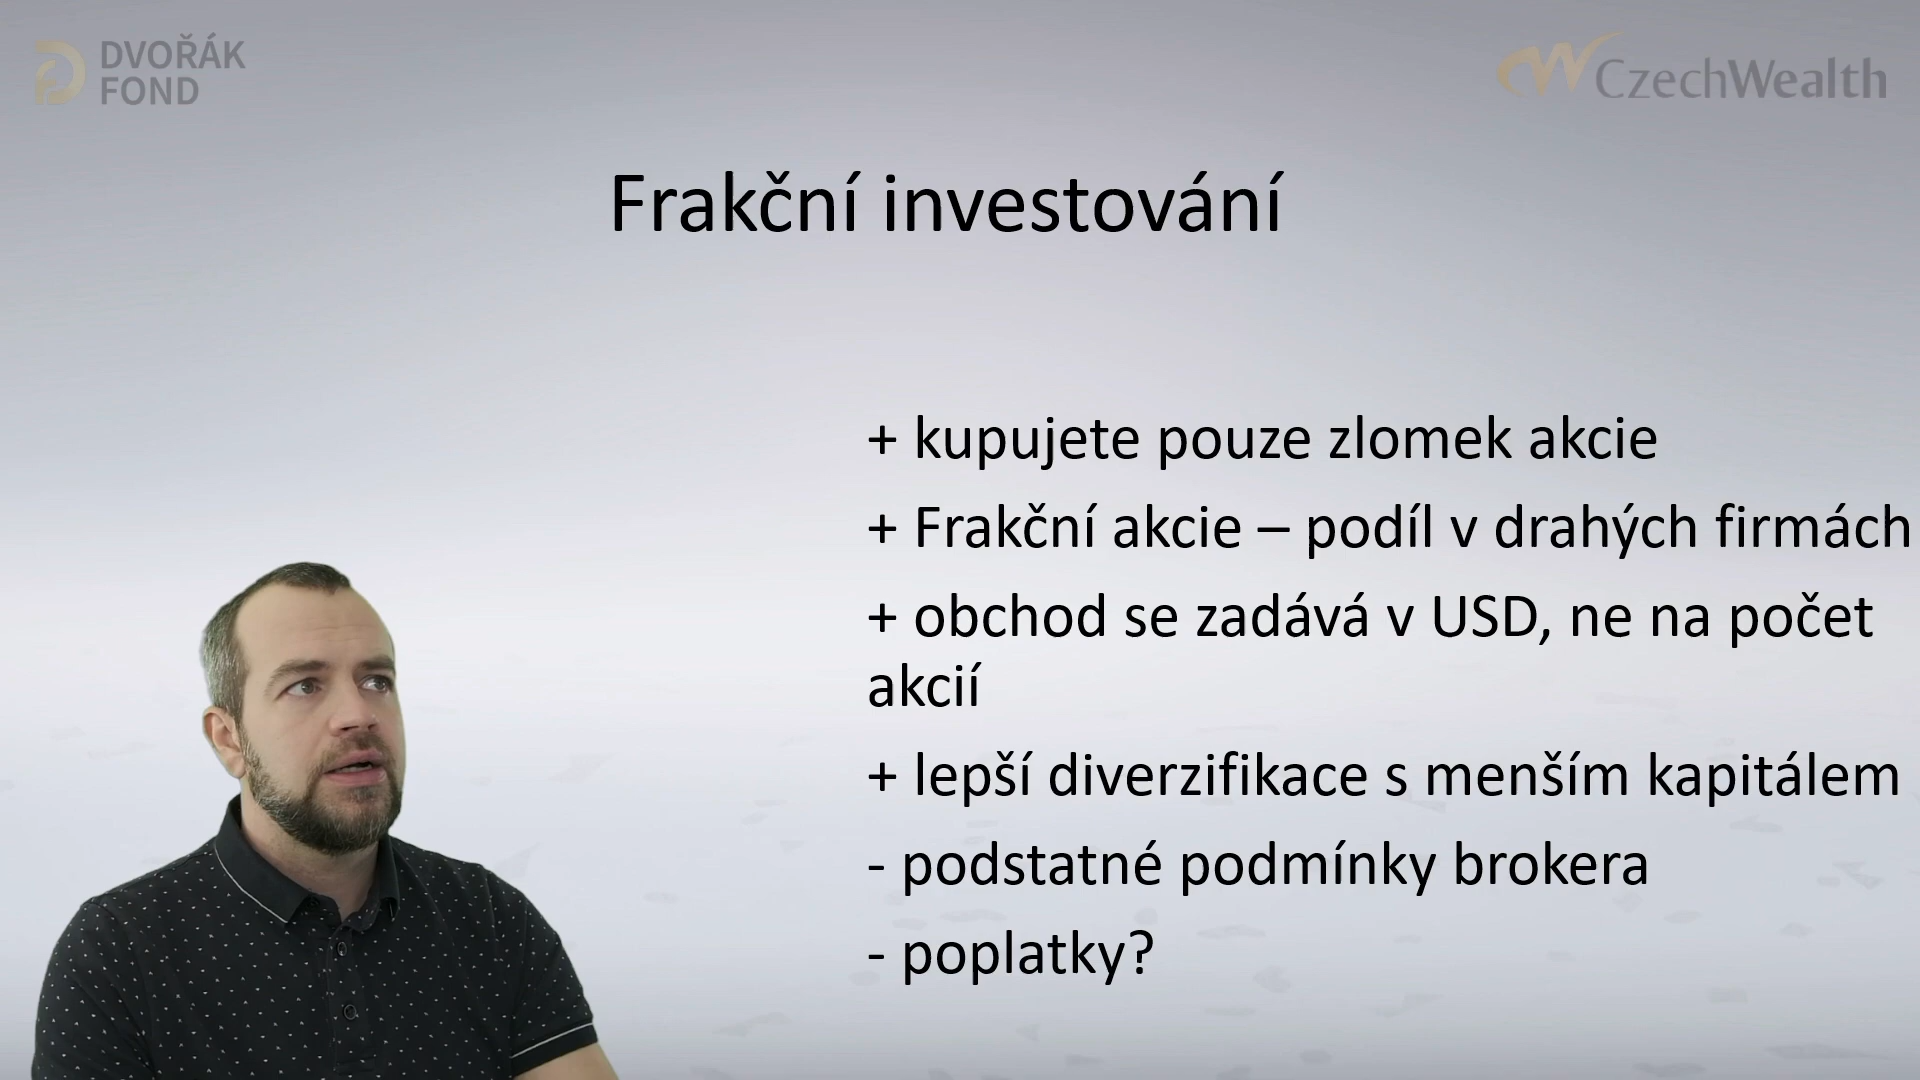 DVOŘÁK
FOND
CzechWealth
Frakční investování
+ kupujete pouze zlomek akcie
+ Frakční akcie – podíl v drahých firmách
+ obchod se zadává v USD, ne na počet
akcií
+ lepší diverzifikace s menším kapitálem
- podstatné podmínky brokera
- poplatky?